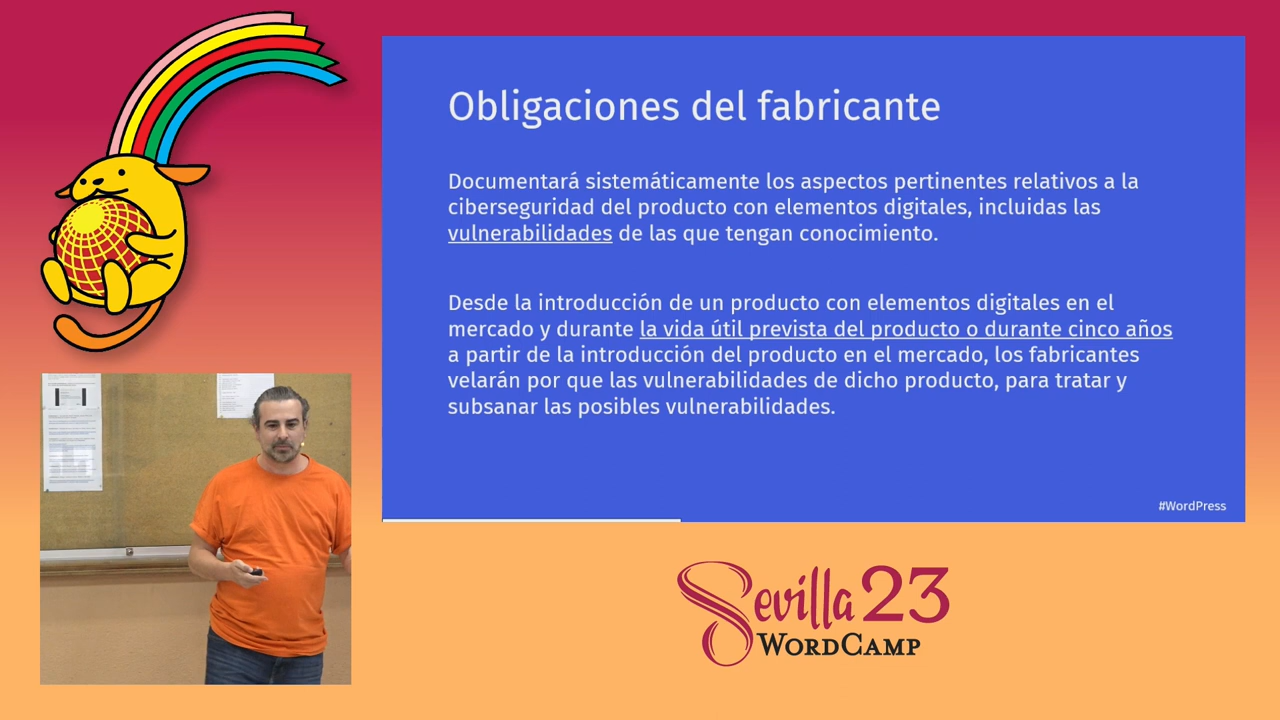 Obligaciones del fabricante
Documentará sistemáticamente los aspectos pertinentes relativos a la
ciberseguridad del producto con elementos digitales, incluidas las
vulnerabilidades de las que tengan conocimiento.
Desde la introducción de un producto con elementos digitales en el
mercado y durante la vida útil prevista del producto o durante cinco años
a partir de la introducción del producto en el mercado, los fabricantes
velarán por que las vulnerabilidades de dicho producto, para tratar y
subsanar las posibles vulnerabilidades.
#WordPress
Sevilla 23
WORDCAMP